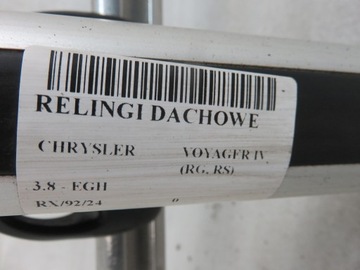 RELINGI DACHOWE
CHRYSLER VOYAGER IV
(RG, RS)
3.8 - EGH
RX/92/24 "